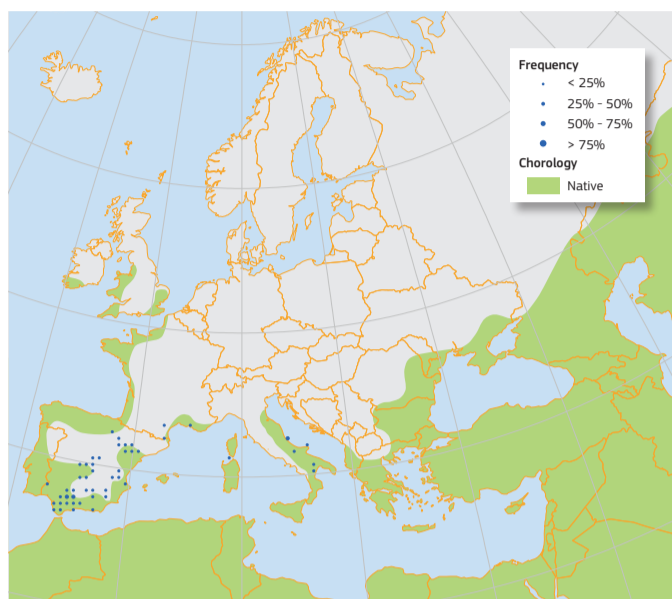 Frequency
< 25%
25% - 50%
50% - 75%
> 75%
Chorology
Native